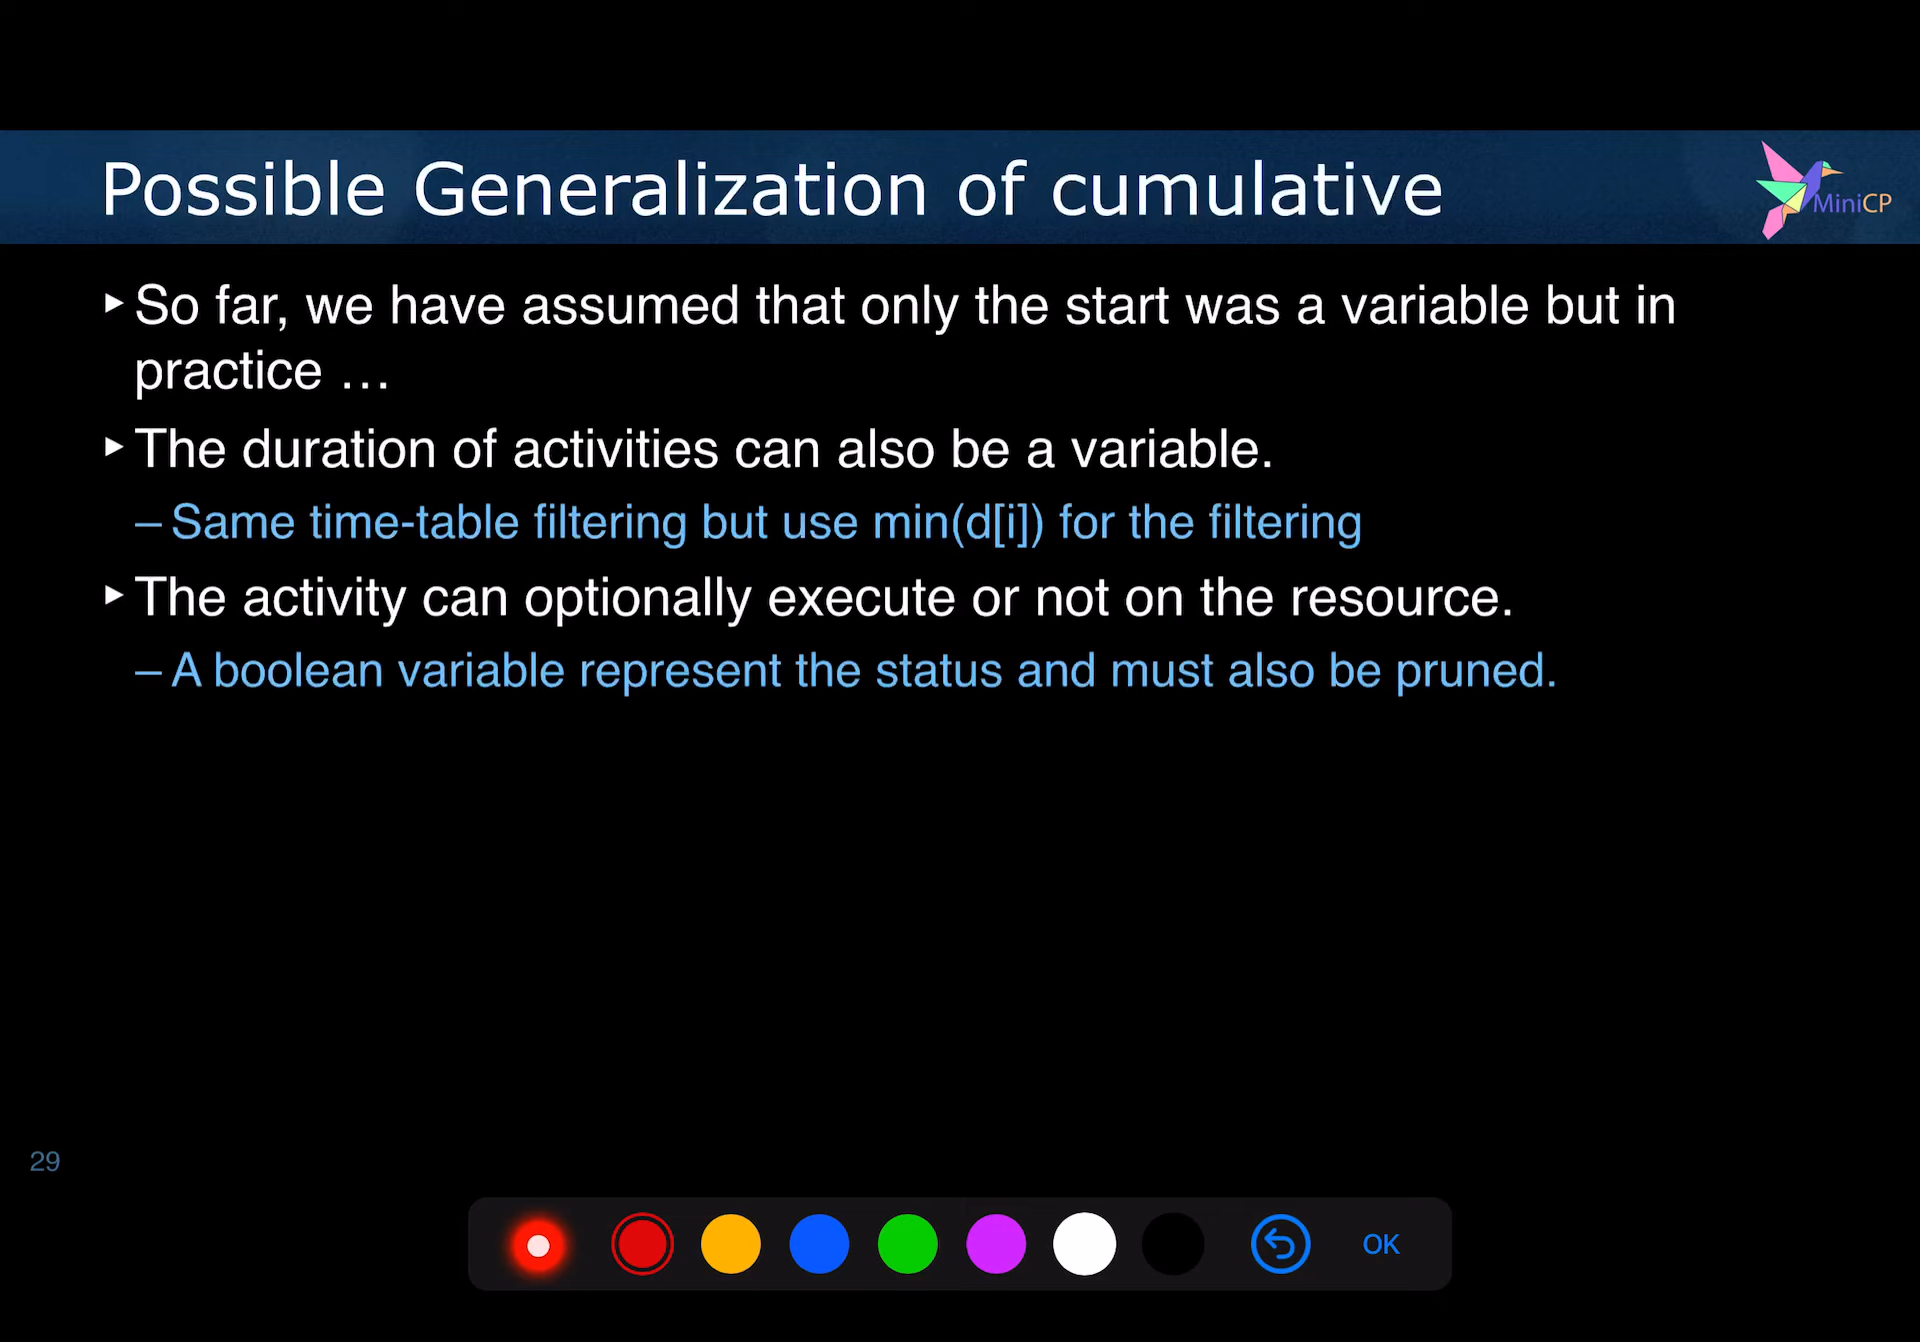 Possible Generalization of cumulative
MiniCP
▸ So far, we have assumed that only the start was a variable but in
practice …
▸ The duration of activities can also be a variable.
– Same time-table filtering but use min(d[i]) for the filtering
▸ The activity can optionally execute or not on the resource.
– A boolean variable represent the status and must also be pruned.
29
OK